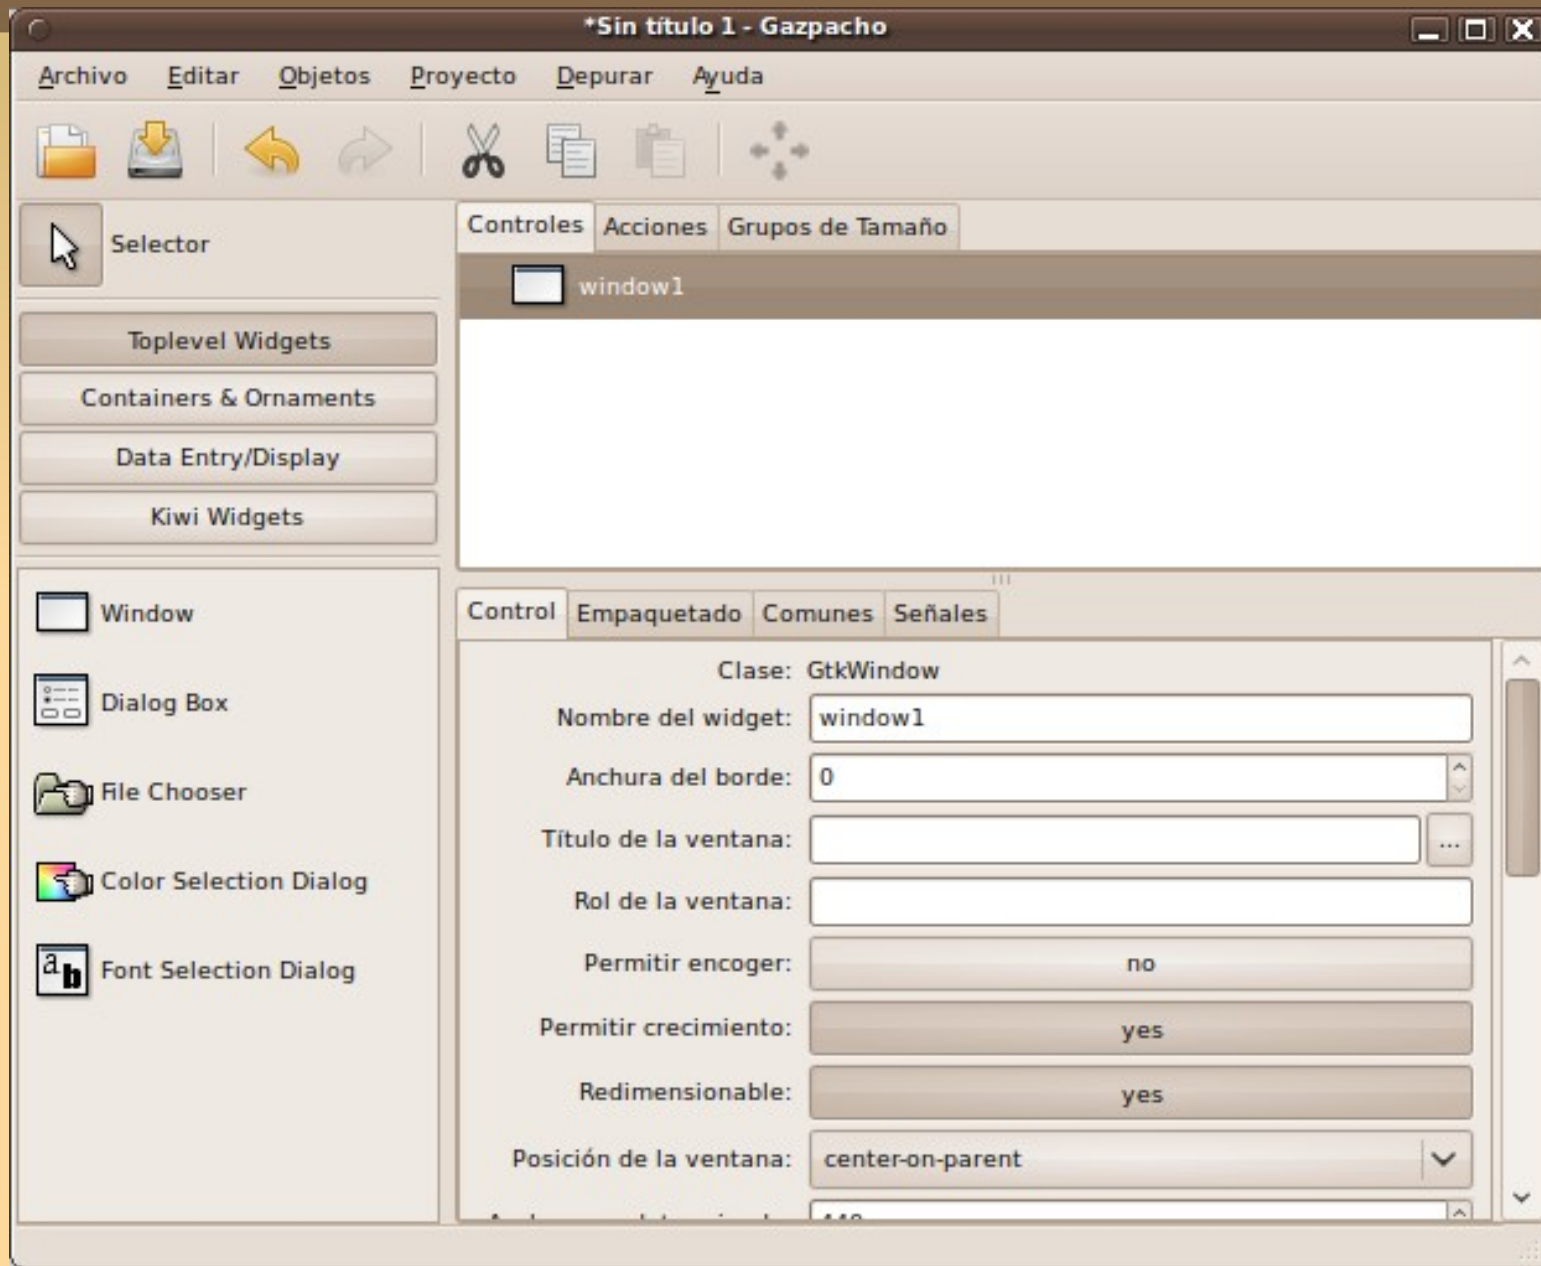 *Sin título 1 - Gazpacho
Archivo Editar Objetos Proyecto Depurar Ayuda
Selector
Toplevel Widgets
Containers & Ornaments
Data Entry/Display
Kiwi Widgets
Window
Dialog Box
File Chooser
Color Selection Dialog
a b Font Selection Dialog
Controles Acciones Grupos de Tamaño
window1
Control Empaquetado Comunes Señales
Clase: GtkWindow
Nombre del widget: window1
Anchura del borde: 0
Título de la ventana: ...
Rol de la ventana:
Permitir encoger: no
Permitir crecimiento: yes
Redimensionable: yes
Posición de la ventana: center-on-parent